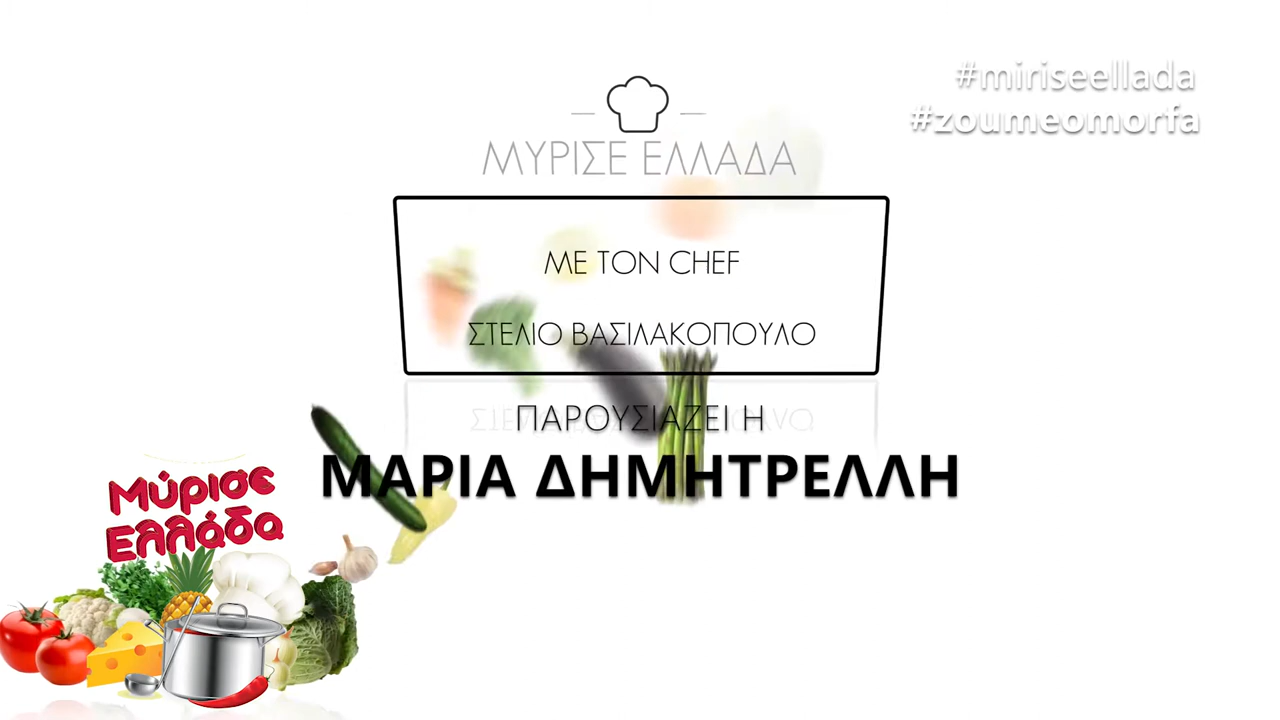 #miriseellada
#zoumeomorfa
ΜΥΡΙΣΕ ΕΛΛΑΔΑ
ΜΕ ΤΟΝ CHEF
ΣΤΕΛΙΟ ΒΑΣΙΛΑΚΟΠΟΥΛΟ
ΠΑΡΟΥΣΙΑΖΕΙ Η
ΜΑΡΙΑ ΔΗΜΗΤΡΕΛΛΗ
Μύρισε
Ελλάδα